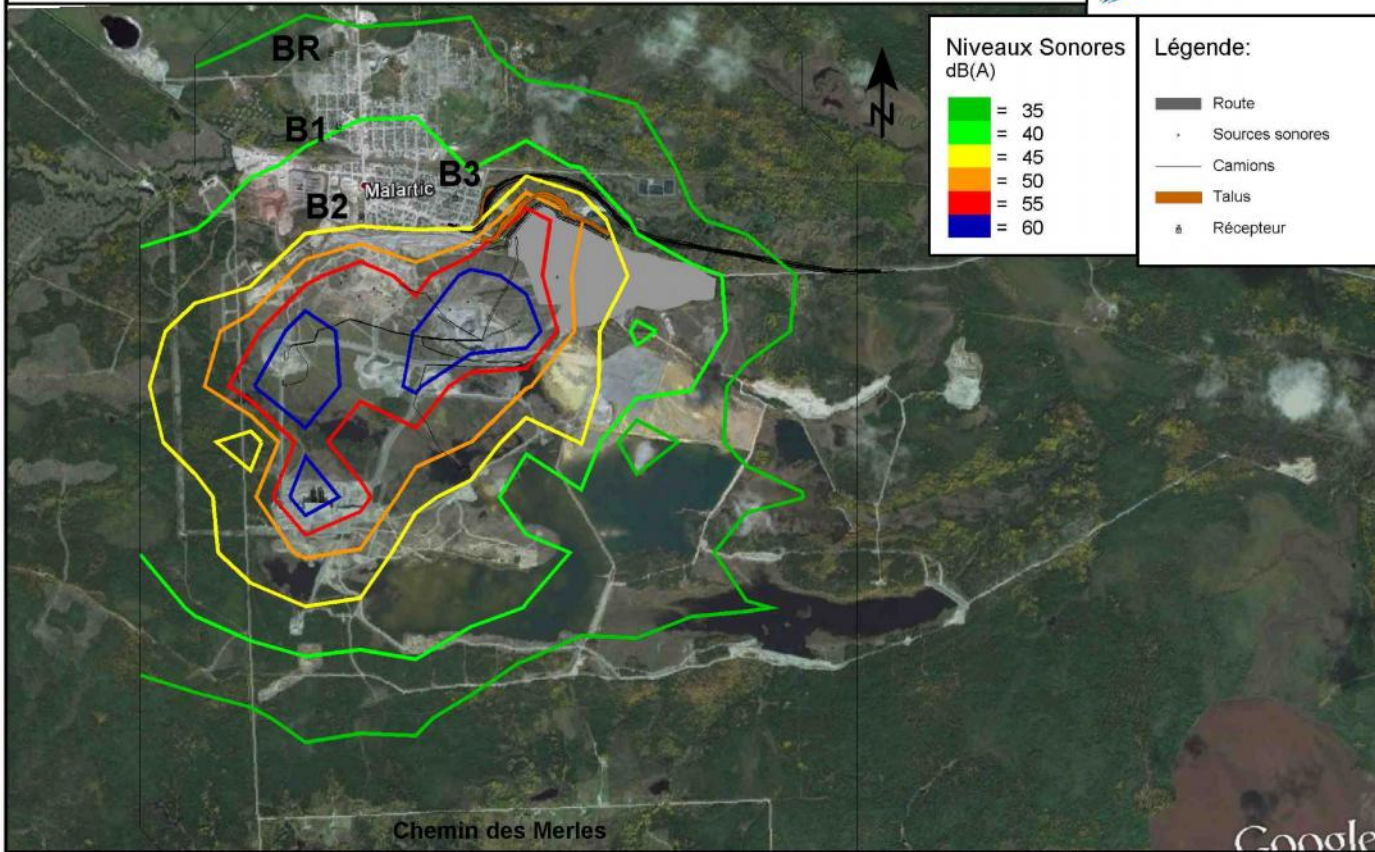 BR
B1
B3
Malartic
B2
N
Niveaux Sonores
dB(A)
= 35
= 40
= 45
= 50
= 55
= 60
Légende:
Route
Sources sonores
Camions
Talus
Récepteur
Chemin des Merles
Google